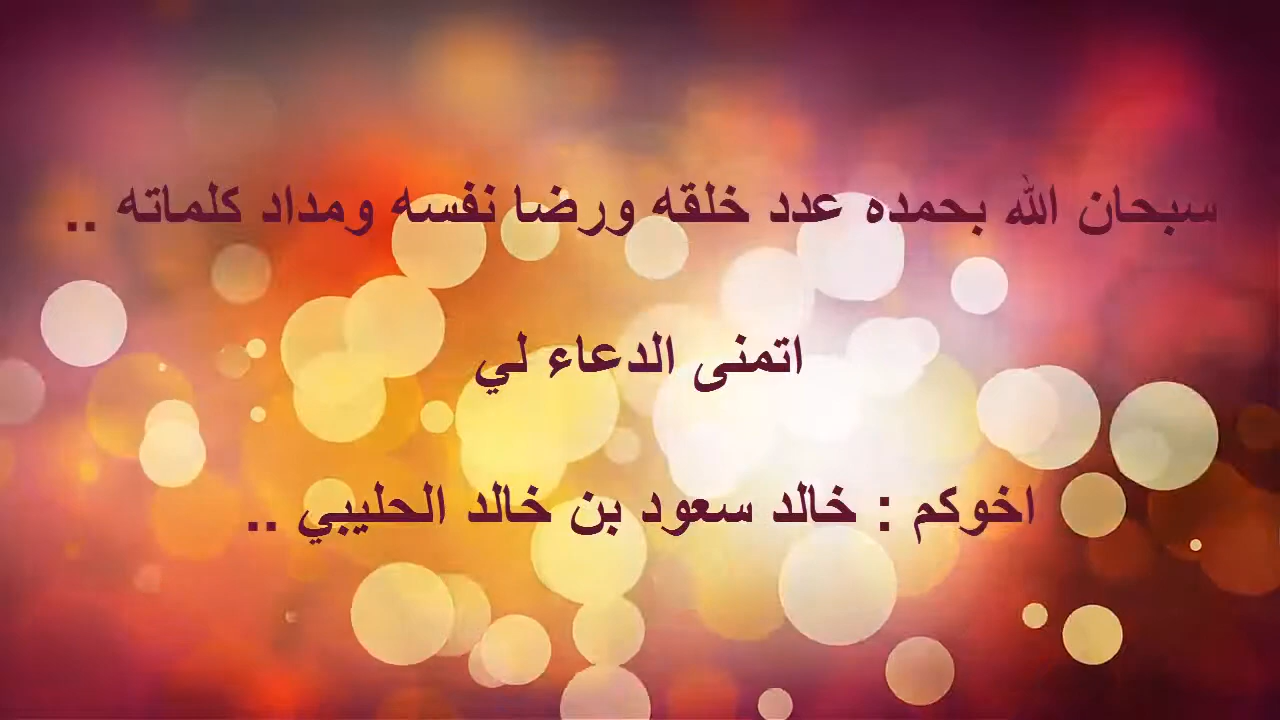 سبحان الله بحمده عدد خلقه ورضا نفسه ومداد كلماته ..
اتمنى الدعاء لي
اخوكم : خالد سعود بن خالد الحليبي ..